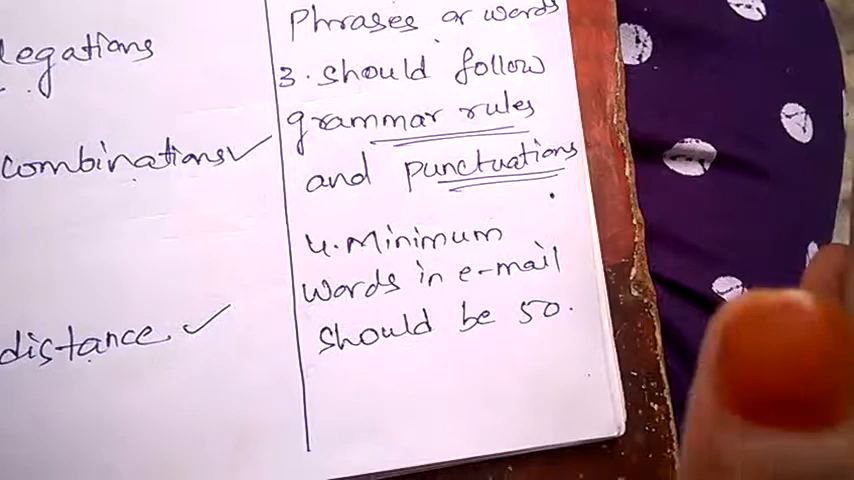 legations
combinations ✓
distance. ✓
Phrases or words
3. should follow
grammar rules
and punctuations
.
4. Minimum
words in e-mail
should be 50.